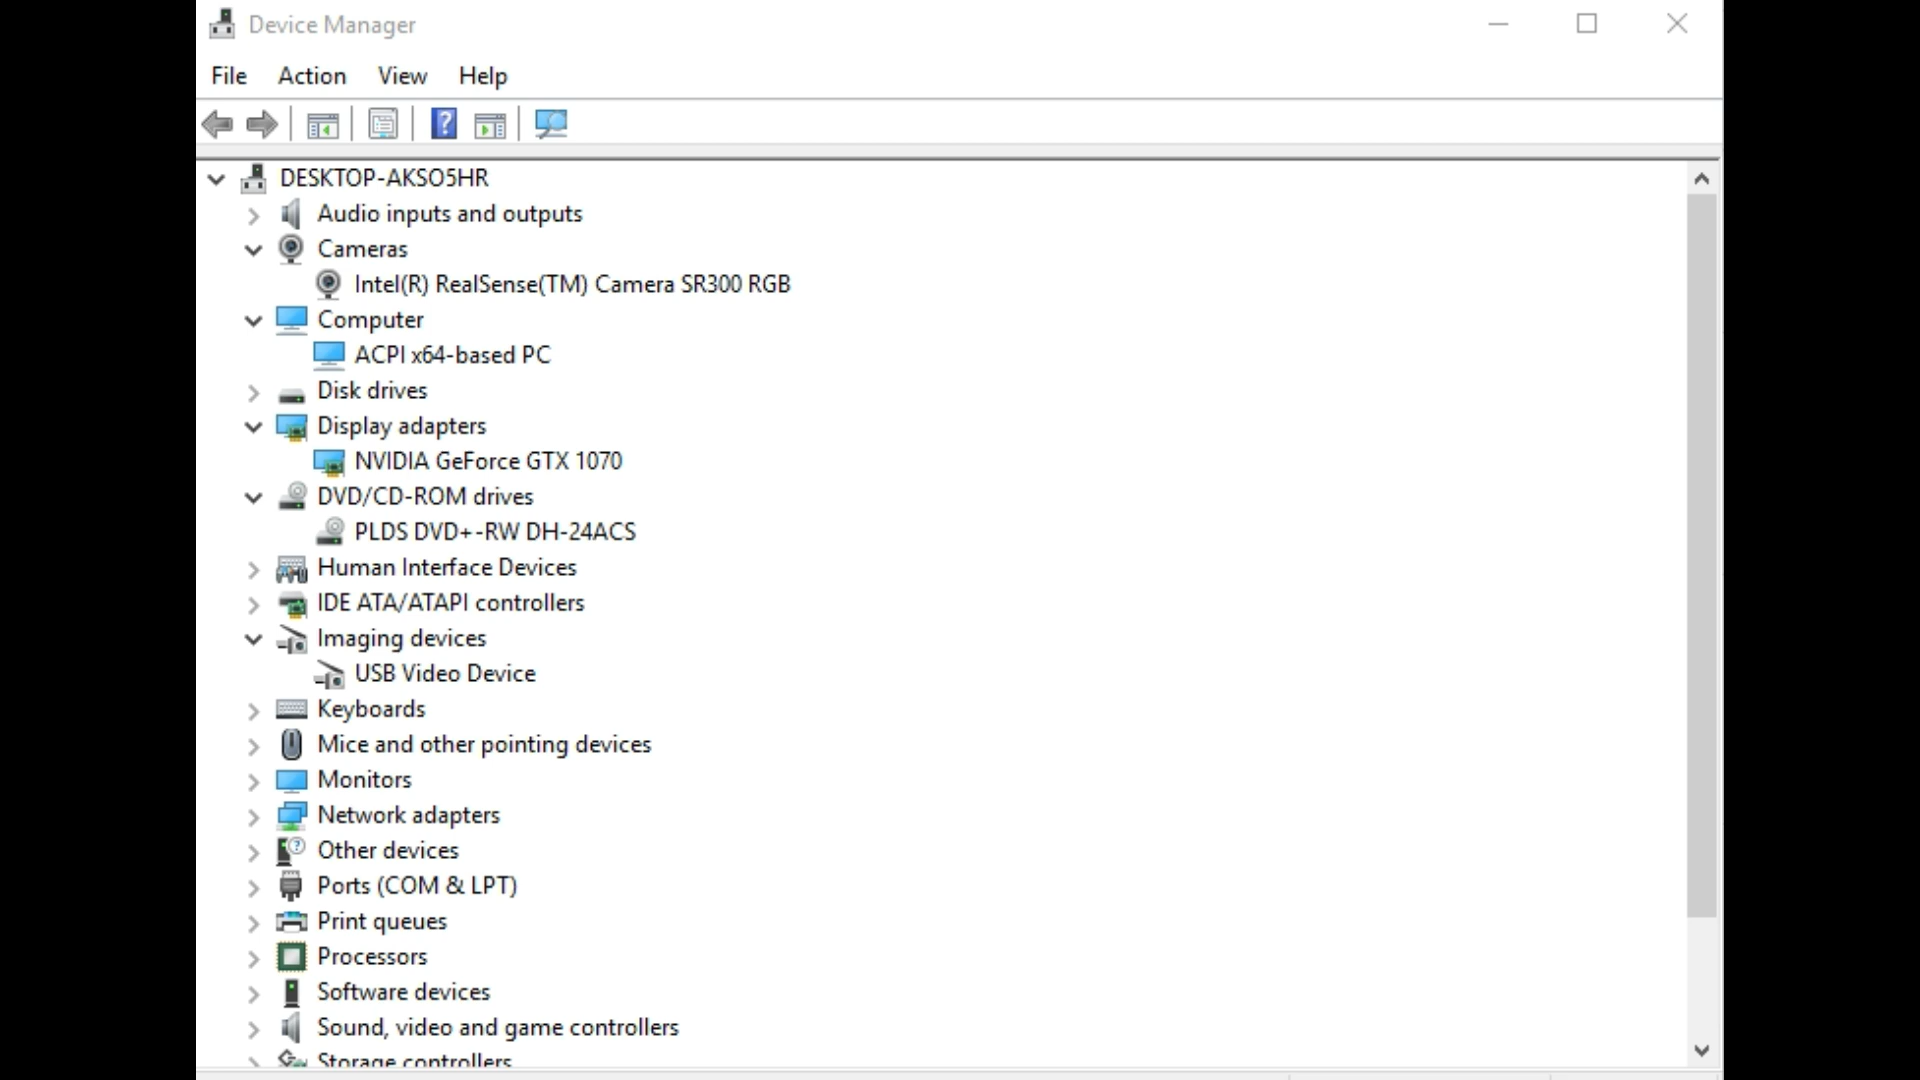 Device Manager
File Action View Help
DESKTOP-AKSO5HR
Audio inputs and outputs
Cameras
Intel(R) RealSense(TM) Camera SR300 RGB
Computer
ACPI x64-based PC
Disk drives
Display adapters
NVIDIA GeForce GTX 1070
DVD/CD-ROM drives
PLDS DVD+-RW DH-24ACS
Human Interface Devices
IDE ATA/ATAPI controllers
Imaging devices
USB Video Device
Keyboards
Mice and other pointing devices
Monitors
Network adapters
Other devices
Ports (COM & LPT)
Print queues
Processors
Software devices
Sound, video and game controllers
Storage controllers